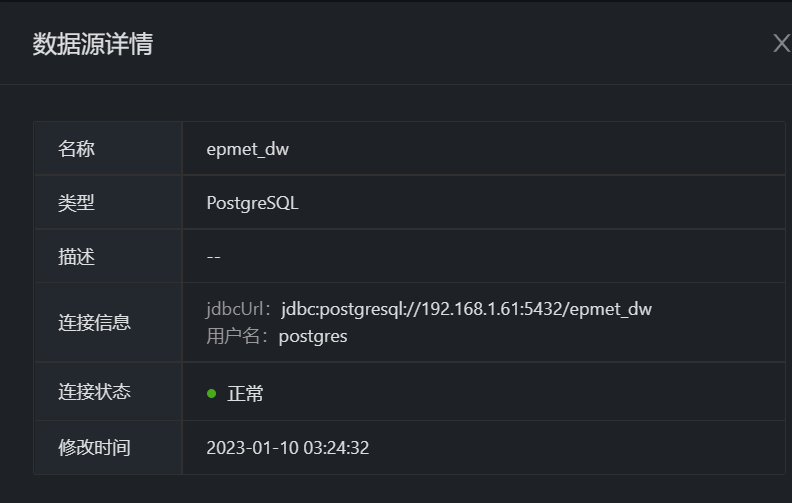 数据源详情
X
名称 epmet_dw
类型 PostgreSQL
描述 --
连接信息 jdbcUrl： jdbc:postgresql://192.168.1.61:5432/epmet_dw
用户名： postgres
连接状态 正常
修改时间 2023-01-10 03:24:32